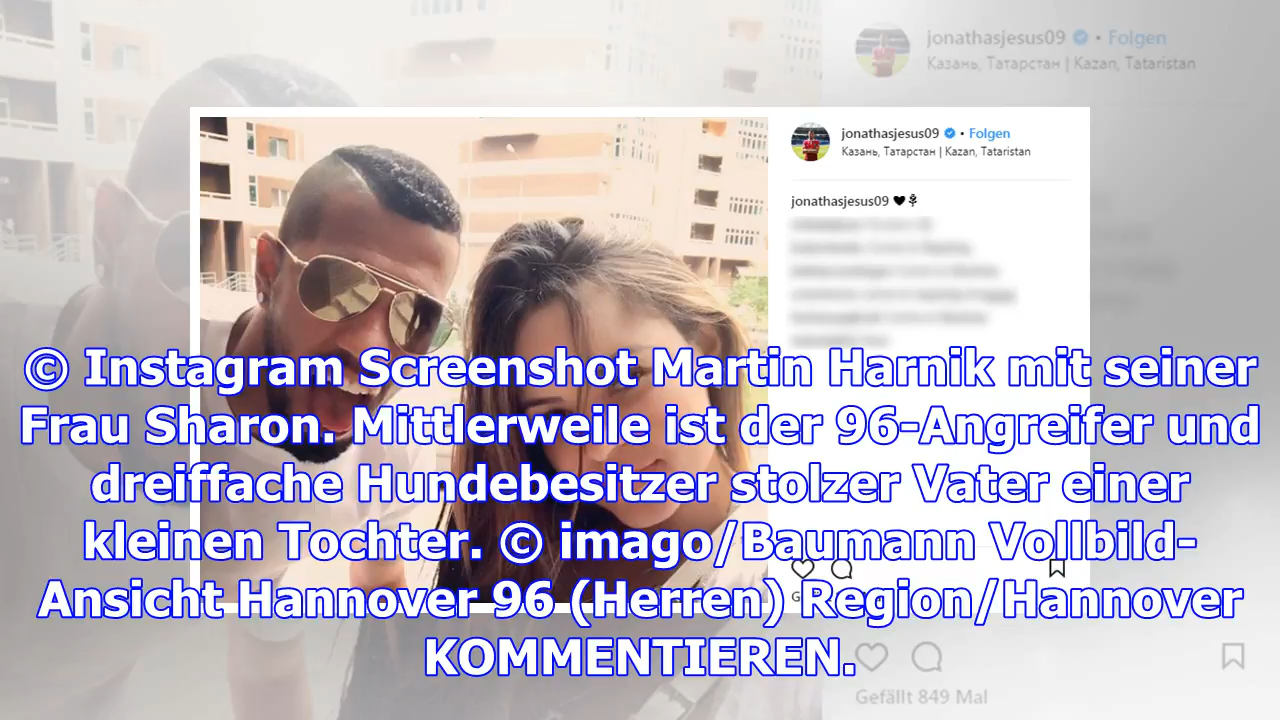 jonathasjesus09 • Folgen
Казань, Татарстан | Kazan, Tataristan
jonathasjesus09 • Folgen
Казань, Татарстан | Kazan, Tataristan
jonathasjesus09 🖤🌹
© Instagram Screenshot Martin Harnik mit seiner
Frau Sharon. Mittlerweile ist der 96-Angreifer und
dreiffache Hundebesitzer stolzer Vater einer
kleinen Tochter. © imago/Baumann Vollbild-
Ansicht Hannover 96 (Herren) Region/Hannover
KOMMENTIEREN.
Gefällt 849 Mal